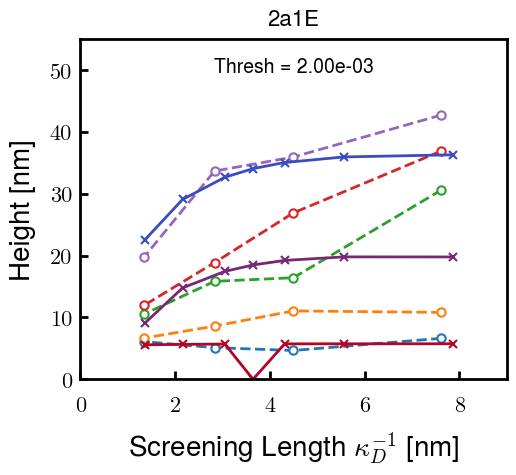 2a1E
Thresh = 2.00e-03
Height [nm]
50
40
30
20
10
0
0 2 4 6 8
Screening Length κ_D^{-1} [nm]